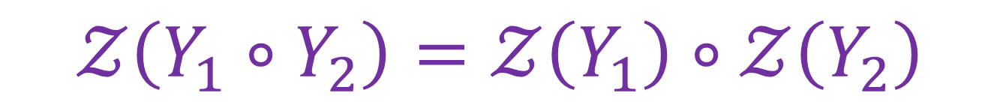 𝒵(Y₁ ∘ Y₂) = 𝒵(Y₁) ∘ 𝒵(Y₂)